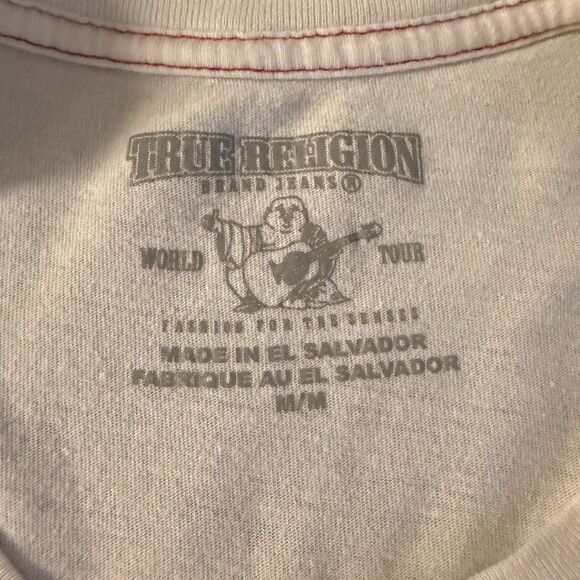 TRUE RELIGION
BRAND JEANS ®
WORLD TOUR
FASHION FOR THE SENSES
MADE IN EL SALVADOR
FABRIQUE AU EL SALVADOR
M/M